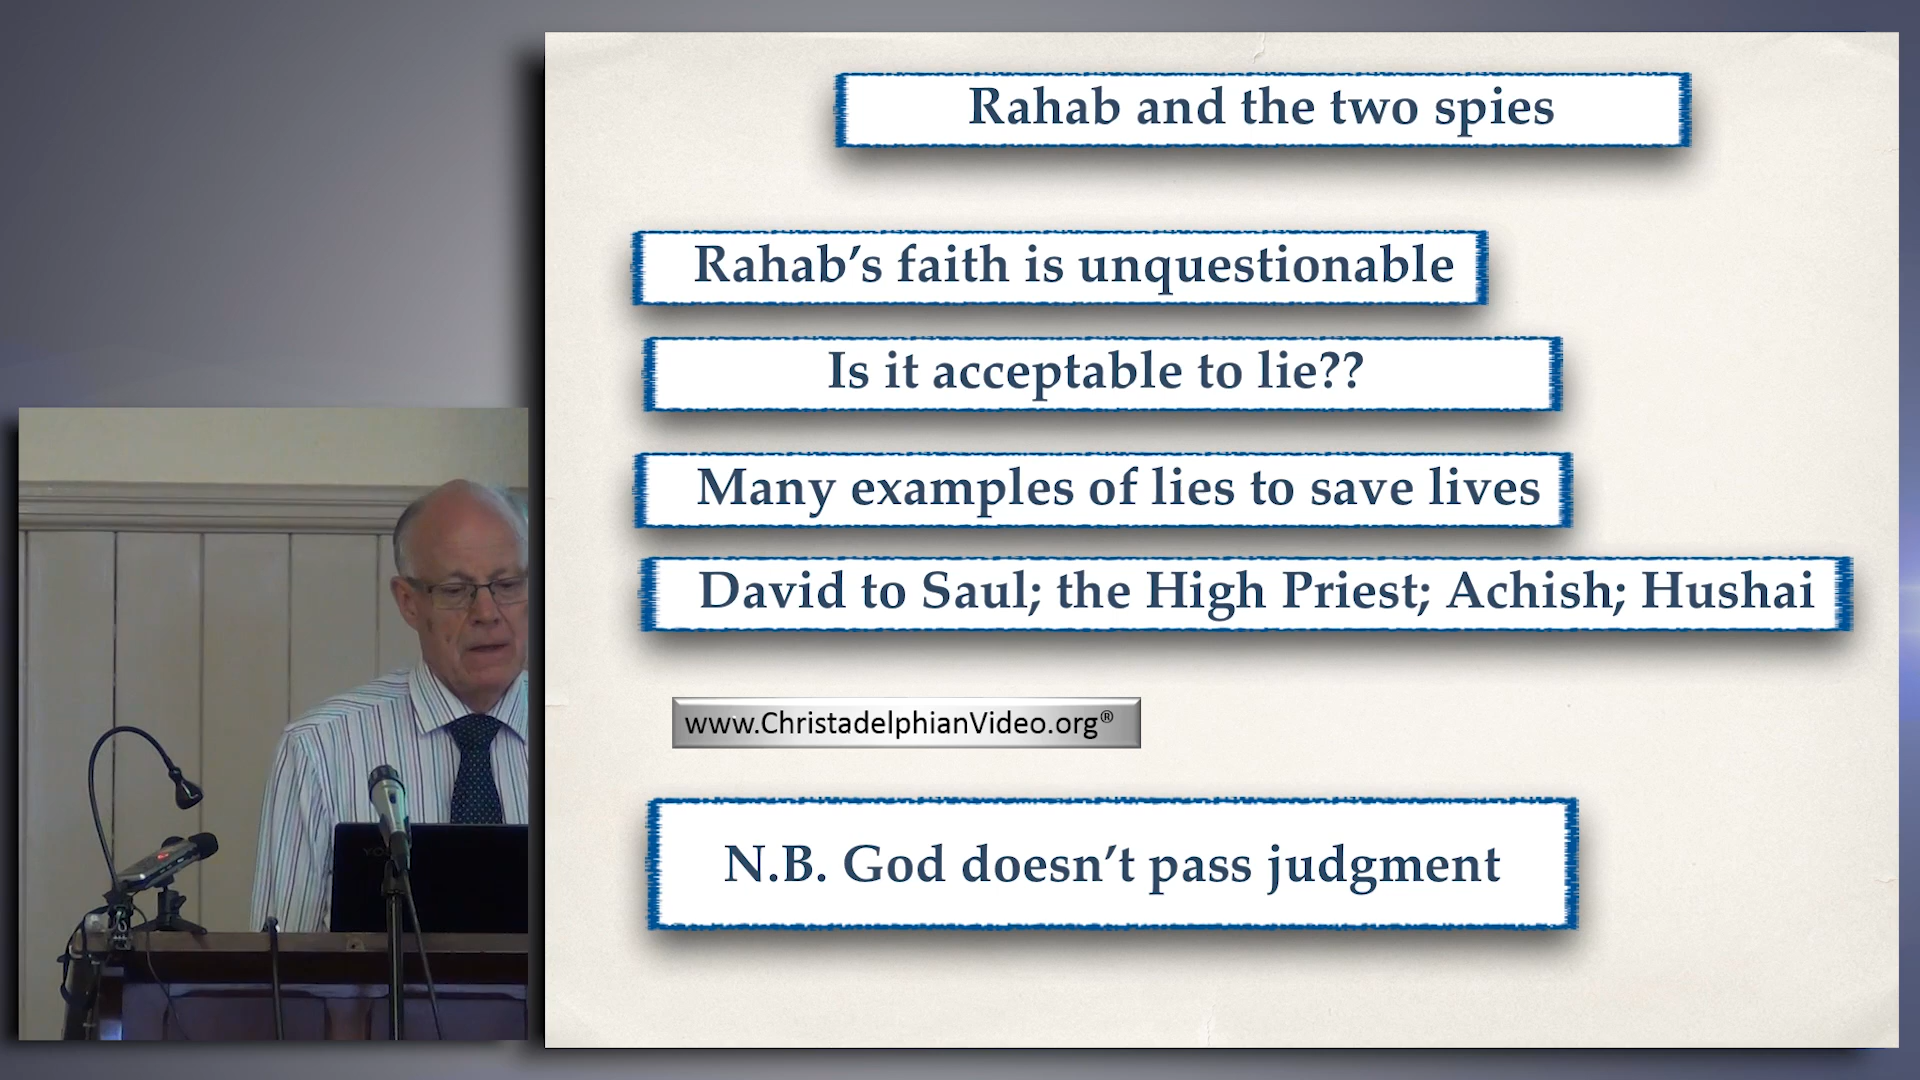 Rahab and the two spies
Rahab’s faith is unquestionable
Is it acceptable to lie??
Many examples of lies to save lives
David to Saul; the High Priest; Achish; Hushai
www.ChristadelphianVideo.org®
N.B. God doesn’t pass judgment